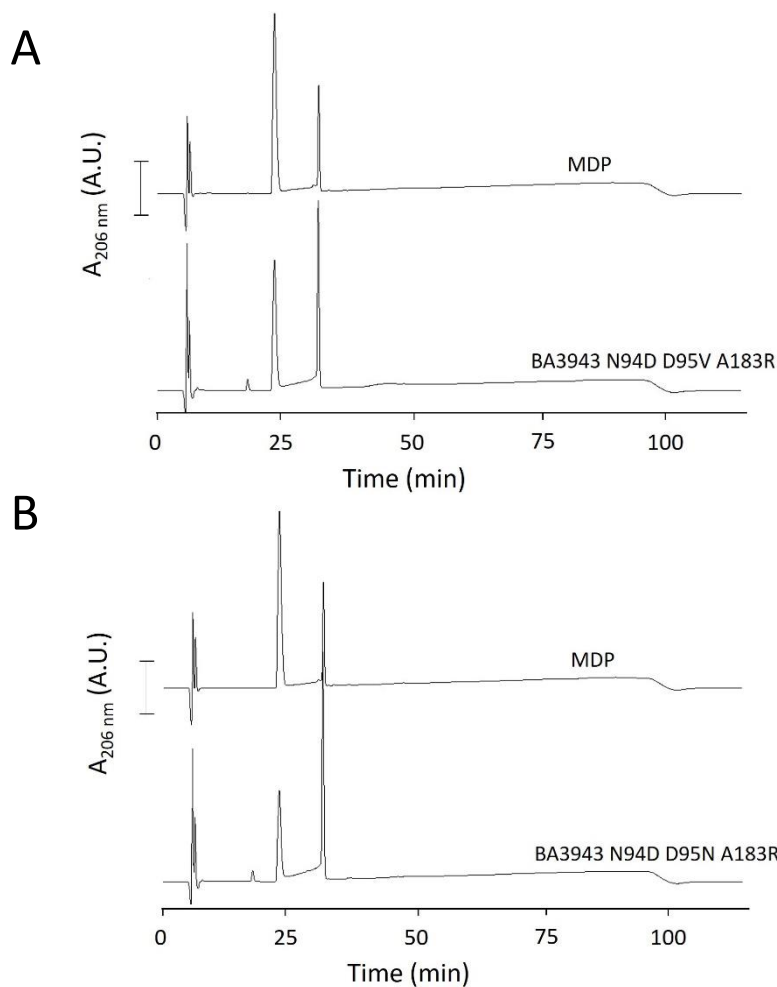 A
A206 nm (A.U.)
MDP
BA3943 N94D D95V A183R
0 25 50 75 100
Time (min)
B
A206 nm (A.U.)
MDP
BA3943 N94D D95N A183R
0 25 50 75 100
Time (min)